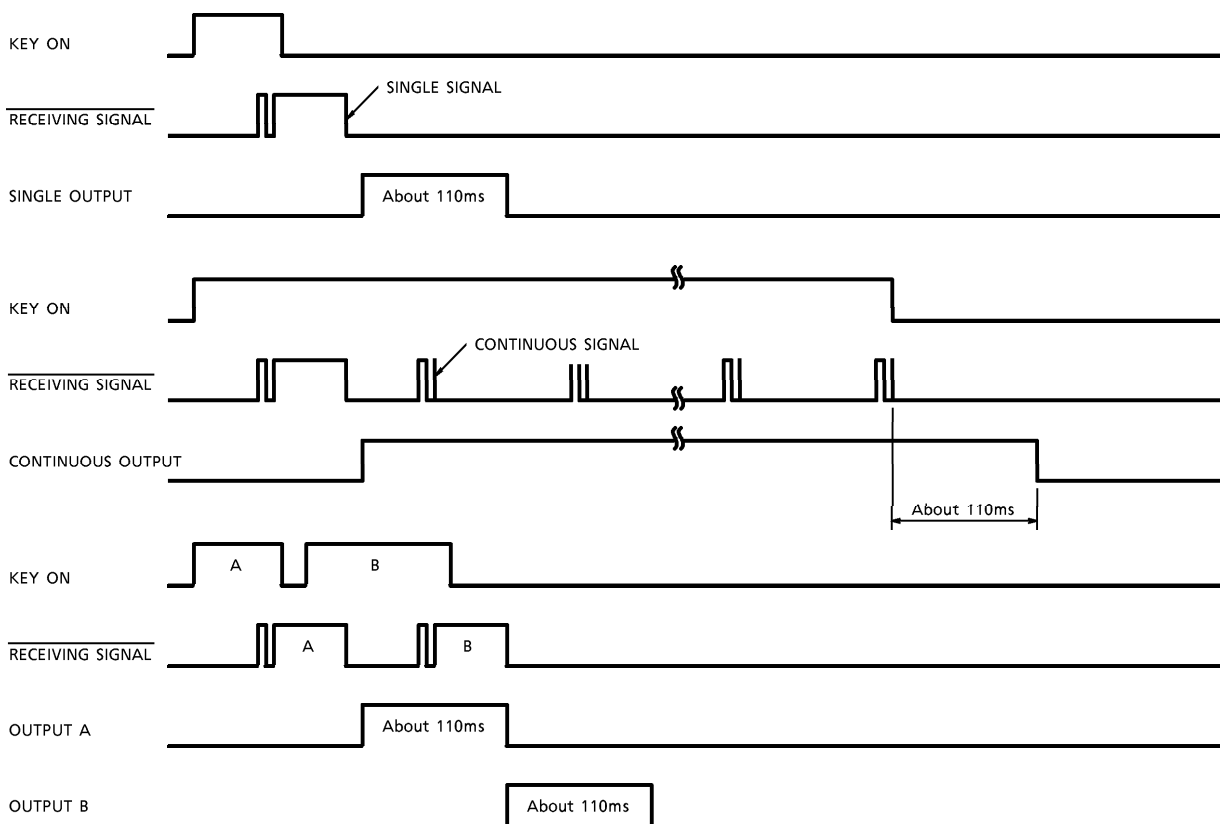 KEY ON
RECEIVING SIGNAL
SINGLE SIGNAL
SINGLE OUTPUT
About 110ms
KEY ON
RECEIVING SIGNAL
CONTINUOUS SIGNAL
CONTINUOUS OUTPUT
About 110ms
KEY ON
A
B
RECEIVING SIGNAL
A
B
OUTPUT A
About 110ms
OUTPUT B
About 110ms